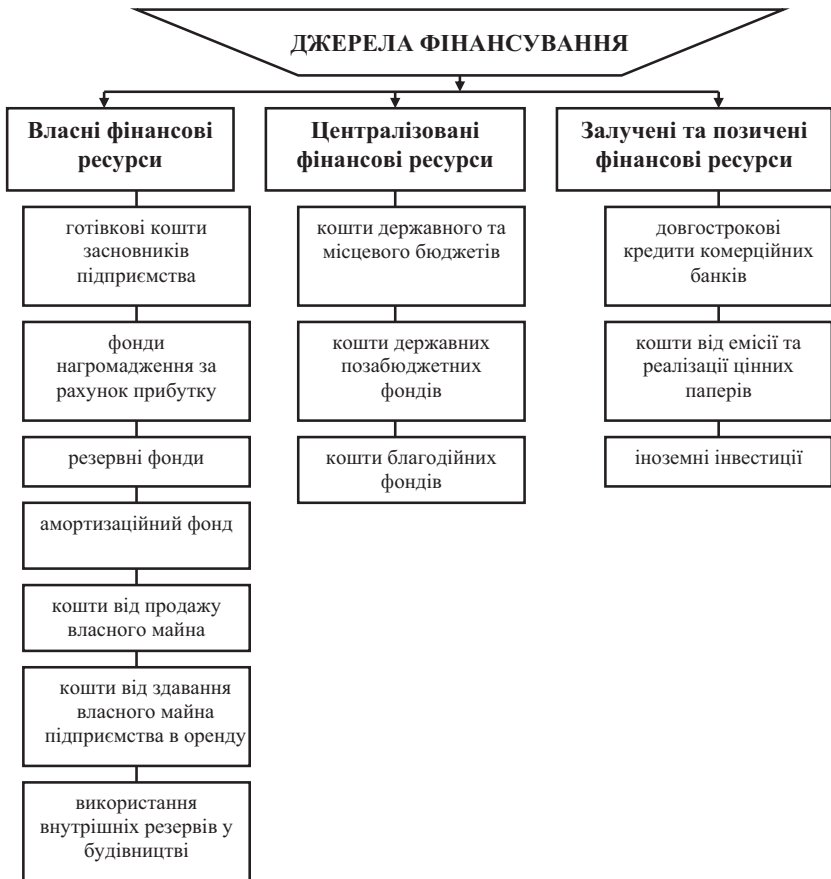 ДЖЕРЕЛА ФІНАНСУВАННЯ
Власні фінансові
ресурси
готівкові кошти
засновників
підприємства
фонди
нагромадження за
рахунок прибутку
резервні фонди
амортизаційний фонд
кошти від продажу
власного майна
кошти від здавання
власного майна
підприємства в оренду
використання
внутрішніх резервів у
будівництві
Централізовані
фінансові ресурси
кошти державного та
місцевого бюджетів
кошти державних
позабюджетних
фондів
кошти благодійних
фондів
Залучені та позичені
фінансові ресурси
довгострокові
кредити комерційних
банків
кошти від емісії та
реалізації цінних
паперів
іноземні інвестиції